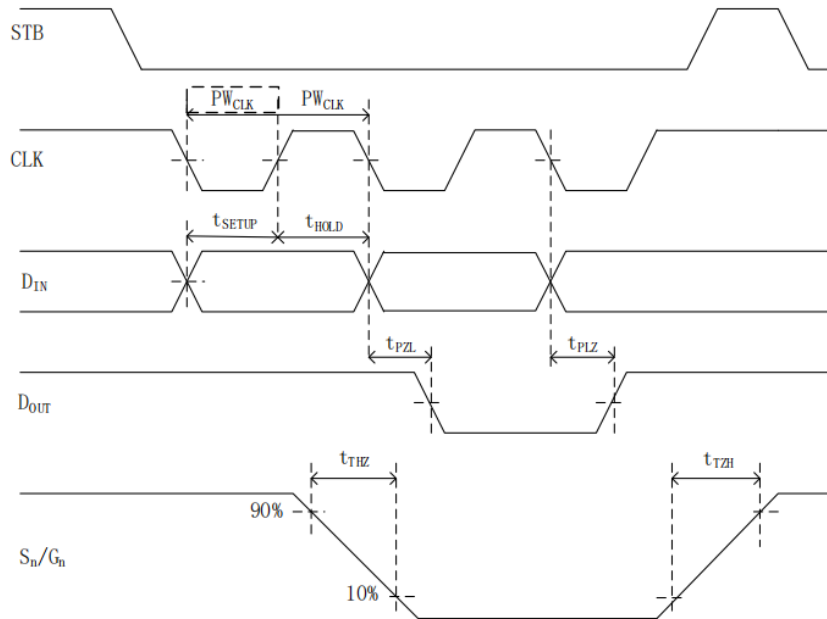 STB
PWCLK PWCLK
CLK
tSETUP tHOLD
DIN
tPZL tPLZ
DOUT
tTHZ tTZH
90%
Sn/Gn
10%